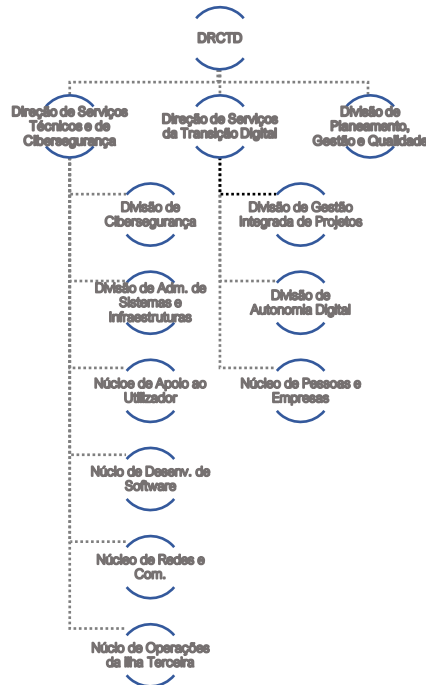 DRCTD
Direção de Serviços
Técnicos e de
Cibersegurança
Direção de Serviços
da Transição Digital
Divisão de
Planeamento,
Gestão e Qualidade
Divisão de
Cibersegurança
Divisão de Adm. de
Sistemas e
Infraestruturas
Núcloe de Apoio ao
Utilizador
Núclo de Desenv. de
Software
Núcleo de Redes e
Com.
Núclo de Operações
da Ilha Terceira
Divisão de Gestão
Integrada de Projetos
Divisão de
Autonomia Digital
Núcleo de Pessoas e
Empresas